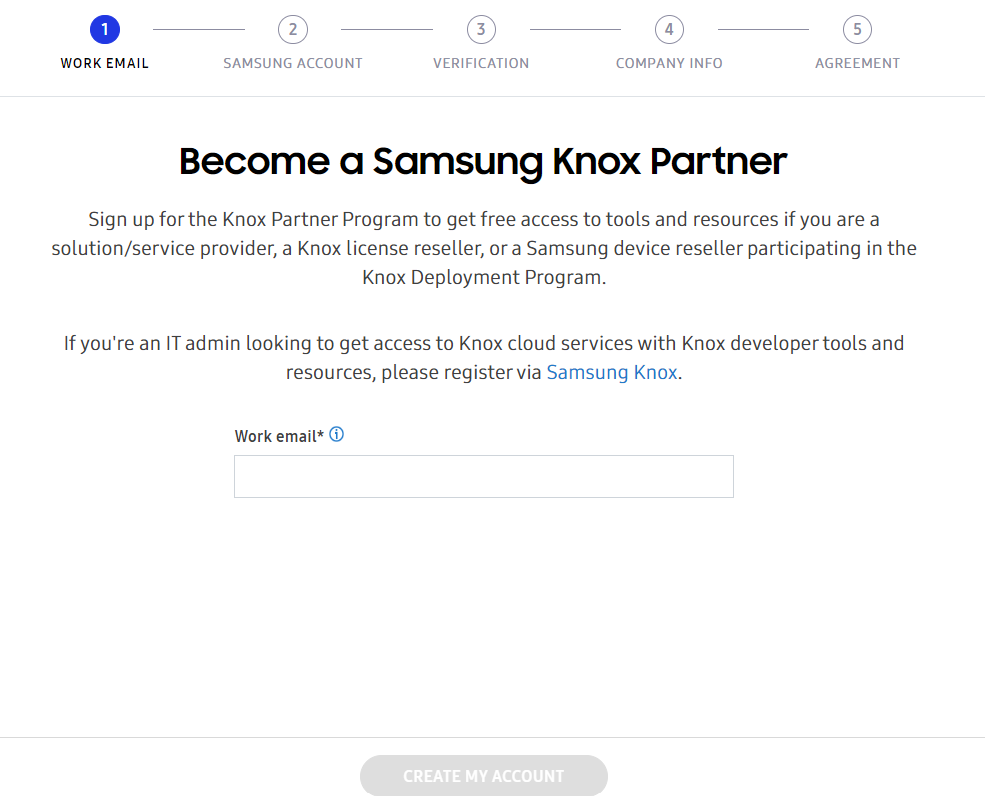 1 2 3 4 5
WORK EMAIL SAMSUNG ACCOUNT VERIFICATION COMPANY INFO AGREEMENT
Become a Samsung Knox Partner
Sign up for the Knox Partner Program to get free access to tools and resources if you are a
solution/service provider, a Knox license reseller, or a Samsung device reseller participating in the
Knox Deployment Program.
If you're an IT admin looking to get access to Knox cloud services with Knox developer tools and
resources, please register via Samsung Knox.
Work email*
CREATE MY ACCOUNT